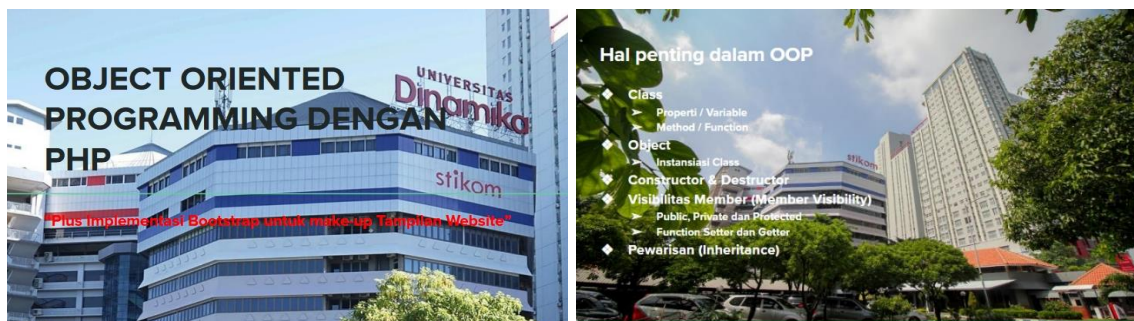 OBJECT ORIENTED
PROGRAMMING DENGAN
PHP
"Plus Implementasi Bootstrap untuk make-up Tampilan Website"
UNIVERSITAS
Dinamika
stikom
Hal penting dalam OOP
❖ Class
➢ Properti / Variable
➢ Method / Function
❖ Object
➢ Instansiasi Class
❖ Constructor & Destructor
❖ Visibilitas Member (Member Visibility)
➢ Public, Private dan Protected
➢ Function Setter dan Getter
❖ Pewarisan (Inheritance)
stikom